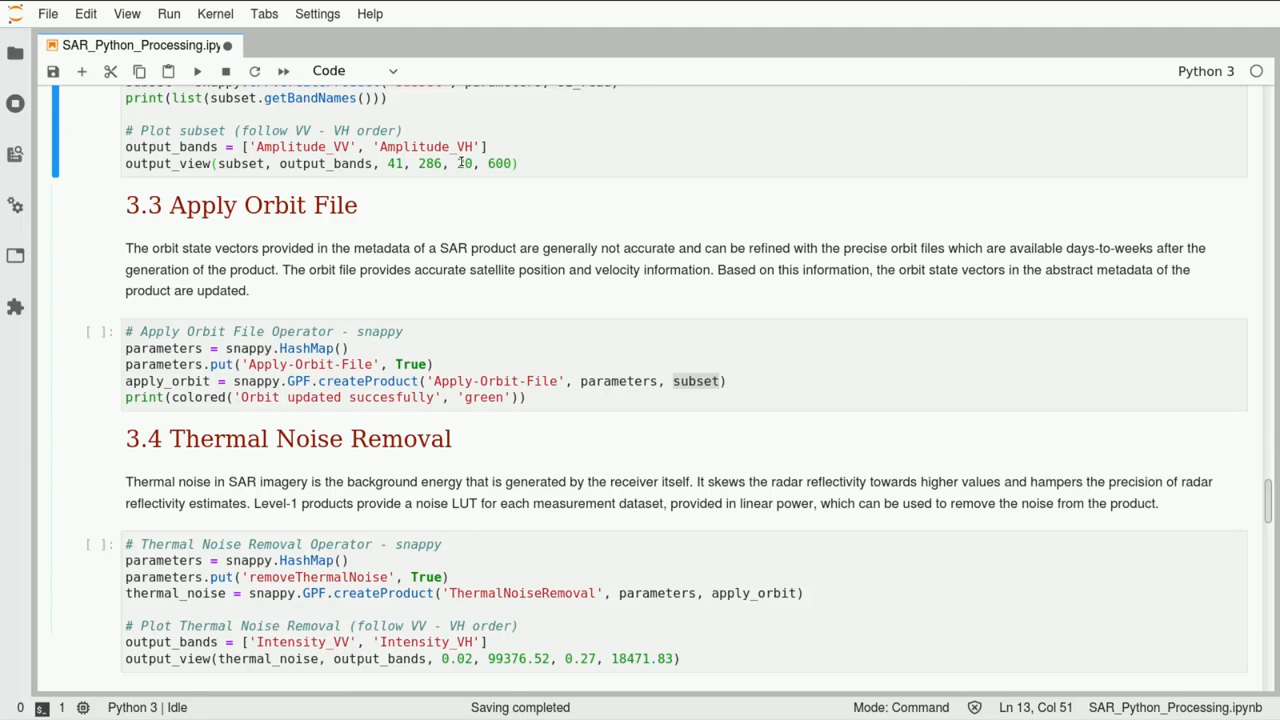 File Edit View Run Kernel Tabs Settings Help
SAR_Python_Processing.ipy
Code
Python 3
print(list(subset.getBandNames()))
# Plot subset (follow VV - VH order)
output_bands = ['Amplitude_VV', 'Amplitude_VH']
output_view(subset, output_bands, 41, 286, 20, 600)
3.3 Apply Orbit File
The orbit state vectors provided in the metadata of a SAR product are generally not accurate and can be refined with the precise orbit files which are available days-to-weeks after the
generation of the product. The orbit file provides accurate satellite position and velocity information. Based on this information, the orbit state vectors in the abstract metadata of the
product are updated.
[ ]: # Apply Orbit File Operator - snappy
parameters = snappy.HashMap()
parameters.put('Apply-Orbit-File', True)
apply_orbit = snappy.GPF.createProduct('Apply-Orbit-File', parameters, subset)
print(colored('Orbit updated succesfully', 'green'))
3.4 Thermal Noise Removal
Thermal noise in SAR imagery is the background energy that is generated by the receiver itself. It skews the radar reflectivity towards higher values and hampers the precision of radar
reflectivity estimates. Level-1 products provide a noise LUT for each measurement dataset, provided in linear power, which can be used to remove the noise from the product.
[ ]: # Thermal Noise Removal Operator - snappy
parameters = snappy.HashMap()
parameters.put('removeThermalNoise', True)
thermal_noise = snappy.GPF.createProduct('ThermalNoiseRemoval', parameters, apply_orbit)
# Plot Thermal Noise Removal (follow VV - VH order)
output_bands = ['Intensity_VV', 'Intensity_VH']
output_view(thermal_noise, output_bands, 0.02, 99376.52, 0.27, 18471.83)
0 1 Python 3 | Idle Saving completed Mode: Command Ln 13, Col 51 SAR_Python_Processing.ipynb